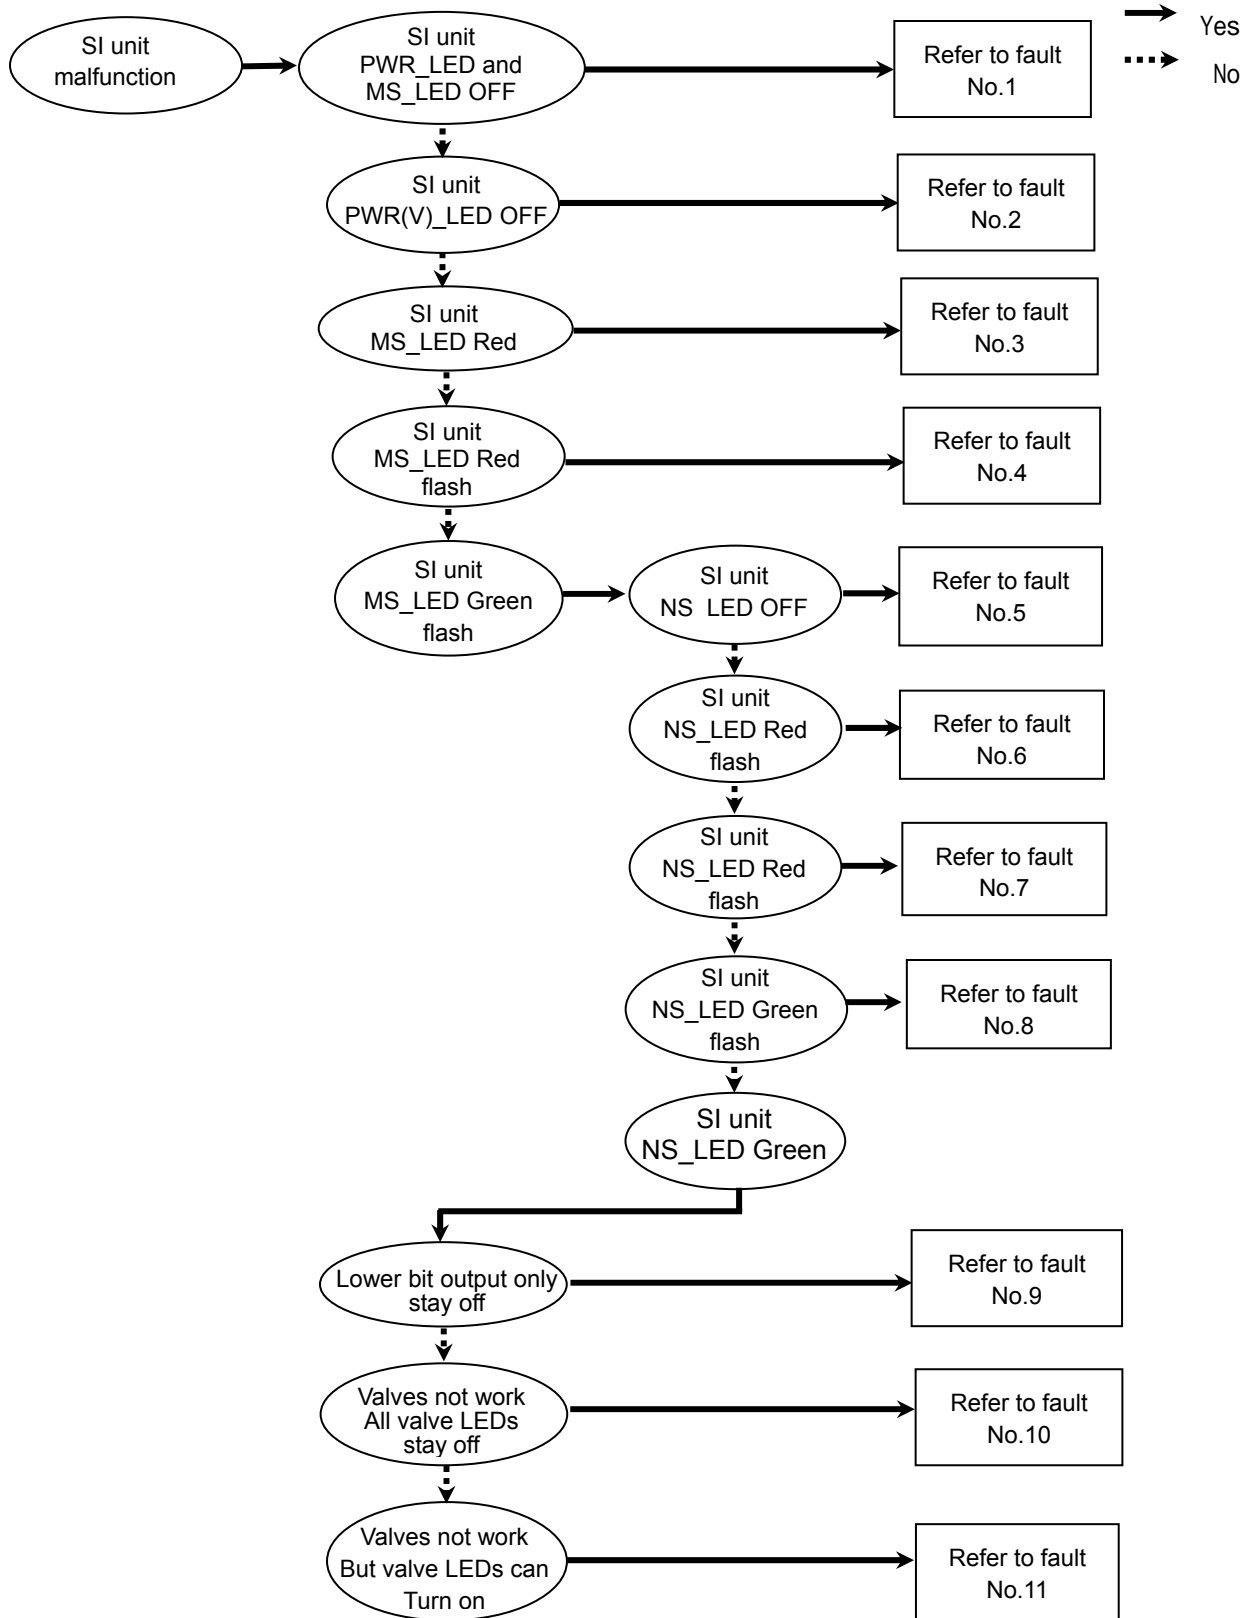 SI unit
malfunction
SI unit
PWR_LED and
MS_LED OFF
Refer to fault
No.1
Yes
No
SI unit
PWR(V)_LED OFF
Refer to fault
No.2
SI unit
MS_LED Red
Refer to fault
No.3
SI unit
MS_LED Red
flash
Refer to fault
No.4
SI unit
MS_LED Green
flash
SI unit
NS LED OFF
Refer to fault
No.5
SI unit
NS_LED Red
flash
Refer to fault
No.6
SI unit
NS_LED Red
flash
Refer to fault
No.7
SI unit
NS_LED Green
flash
Refer to fault
No.8
SI unit
NS_LED Green
Lower bit output only
stay off
Refer to fault
No.9
Valves not work
All valve LEDs
stay off
Refer to fault
No.10
Valves not work
But valve LEDs can
Turn on
Refer to fault
No.11